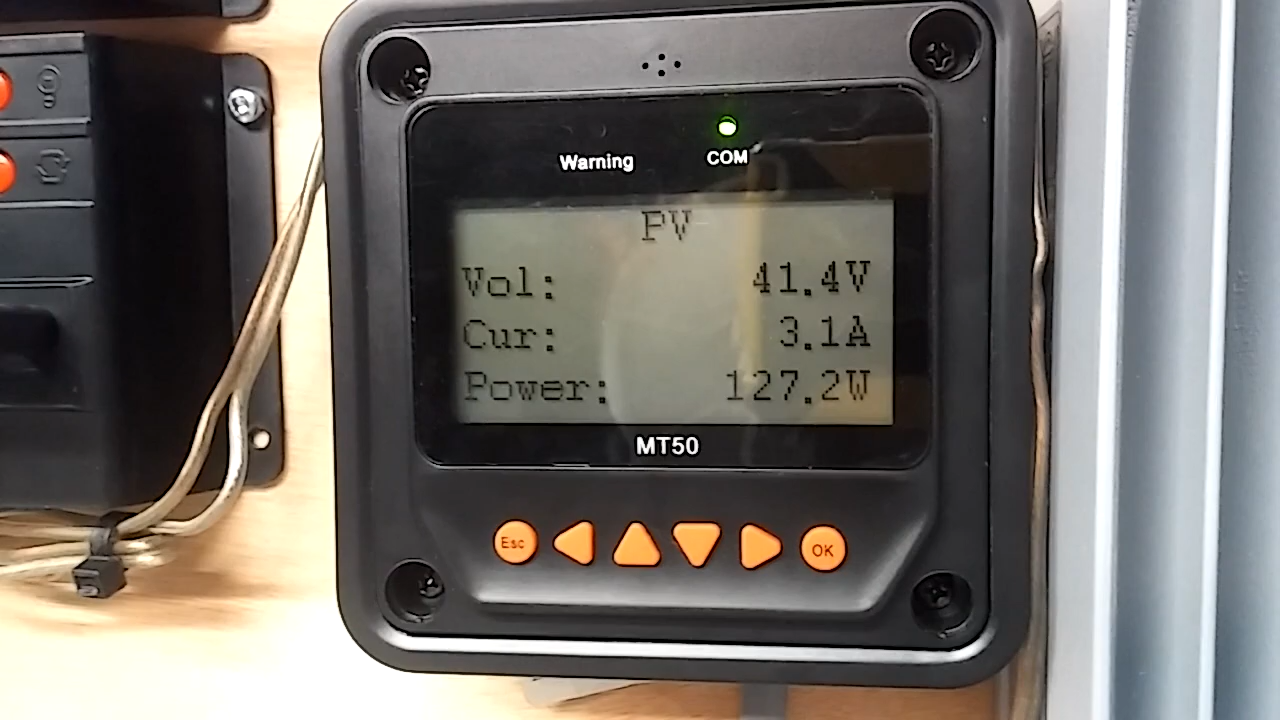 Warning COM
PV
Vol: 41.4V
Cur: 3.1A
Power: 127.2W
MT50
Esc OK